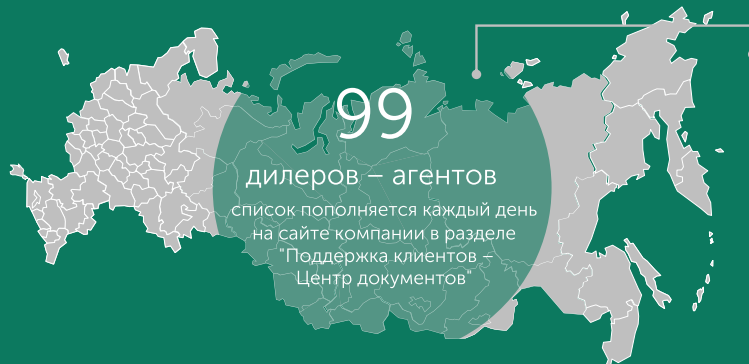 99
дилеров – агентов
список пополняется каждый день
на сайте компании в разделе
"Поддержка клиентов –
Центр документов"